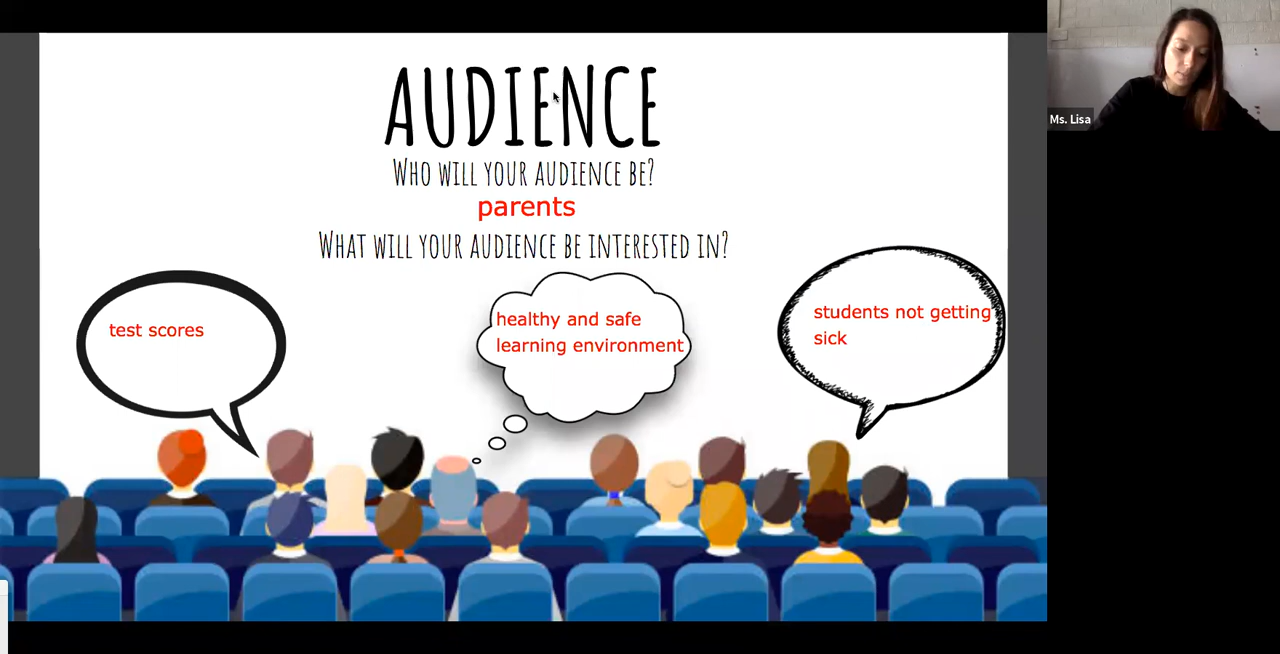 AUDIENCE
WHO WILL YOUR AUDIENCE BE?
parents
WHAT WILL YOUR AUDIENCE BE INTERESTED IN?
test scores
healthy and safe
learning environment
students not getting
sick
Ms. Lisa